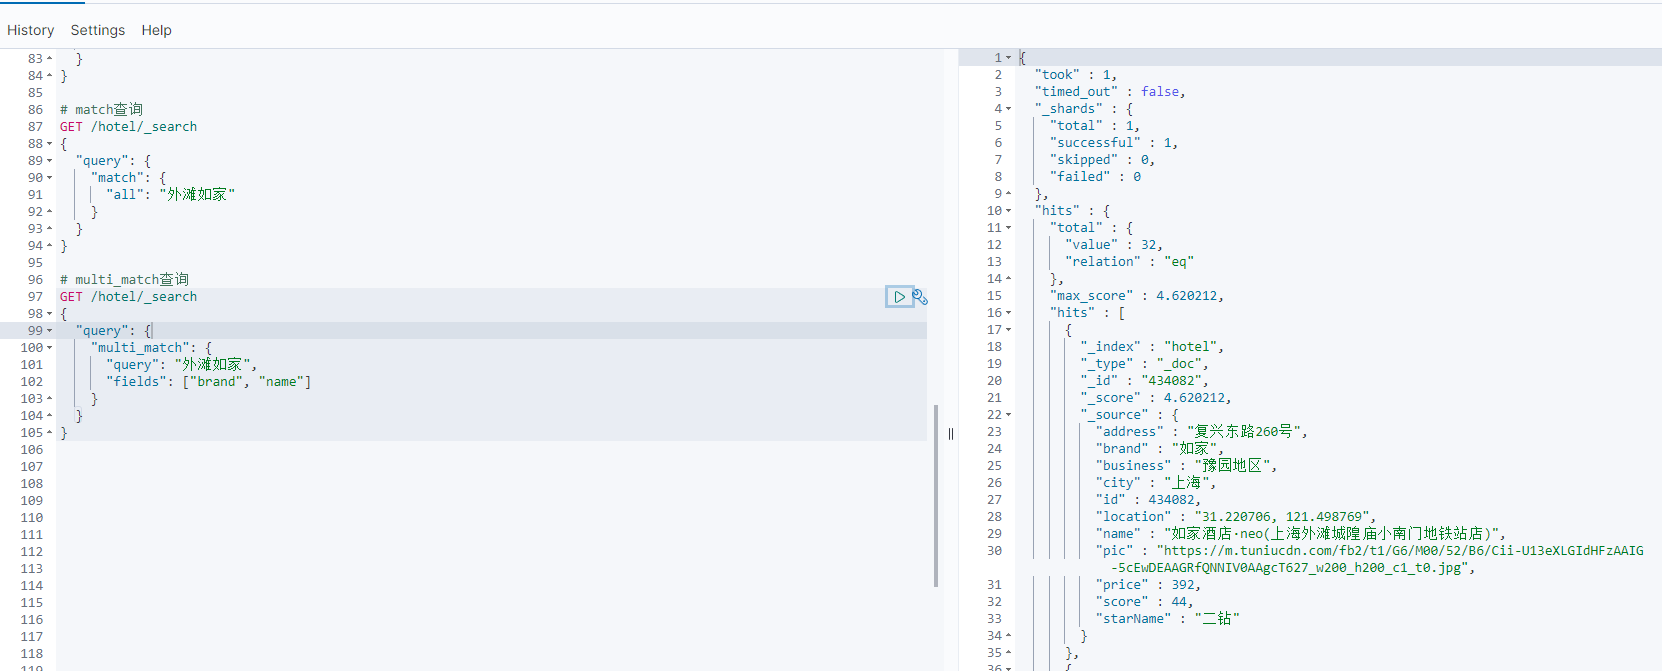 History Settings Help
83 }
84 }
85
86 # match查询
87 GET /hotel/_search
88 {
89 "query": {
90 "match": {
91 "all": "外滩如家"
92 }
93 }
94 }
95
96 # multi_match查询
97 GET /hotel/_search
98 {
99 "query": {
100 "multi_match": {
101 "query": "外滩如家",
102 "fields": ["brand", "name"]
103 }
104 }
105 }
106
107
108
109
110
111
112
113
114
115
116
117
118
119
1 {
2 "took" : 1,
3 "timed_out" : false,
4 "_shards" : {
5 "total" : 1,
6 "successful" : 1,
7 "skipped" : 0,
8 "failed" : 0
9 },
10 "hits" : {
11 "total" : {
12 "value" : 32,
13 "relation" : "eq"
14 },
15 "max_score" : 4.620212,
16 "hits" : [
17 {
18 "_index" : "hotel",
19 "_type" : "_doc",
20 "_id" : "434082",
21 "_score" : 4.620212,
22 "_source" : {
23 "address" : "复兴东路260号",
24 "brand" : "如家",
25 "business" : "豫园地区",
26 "city" : "上海",
27 "id" : 434082,
28 "location" : "31.220706, 121.498769",
29 "name" : "如家酒店·neo(上海外滩城隍庙小南门地铁站店)",
30 "pic" : "https://m.tuniucdn.com/fb2/t1/G6/M00/52/B6/Cii-U13eXLGIdHFzAAIG
-5cEwDEAAGRfQNNIV0AAgcT627_w200_h200_c1_t0.jpg",
31 "price" : 392,
32 "score" : 44,
33 "starName" : "二钻"
34 }
35 },
36 {